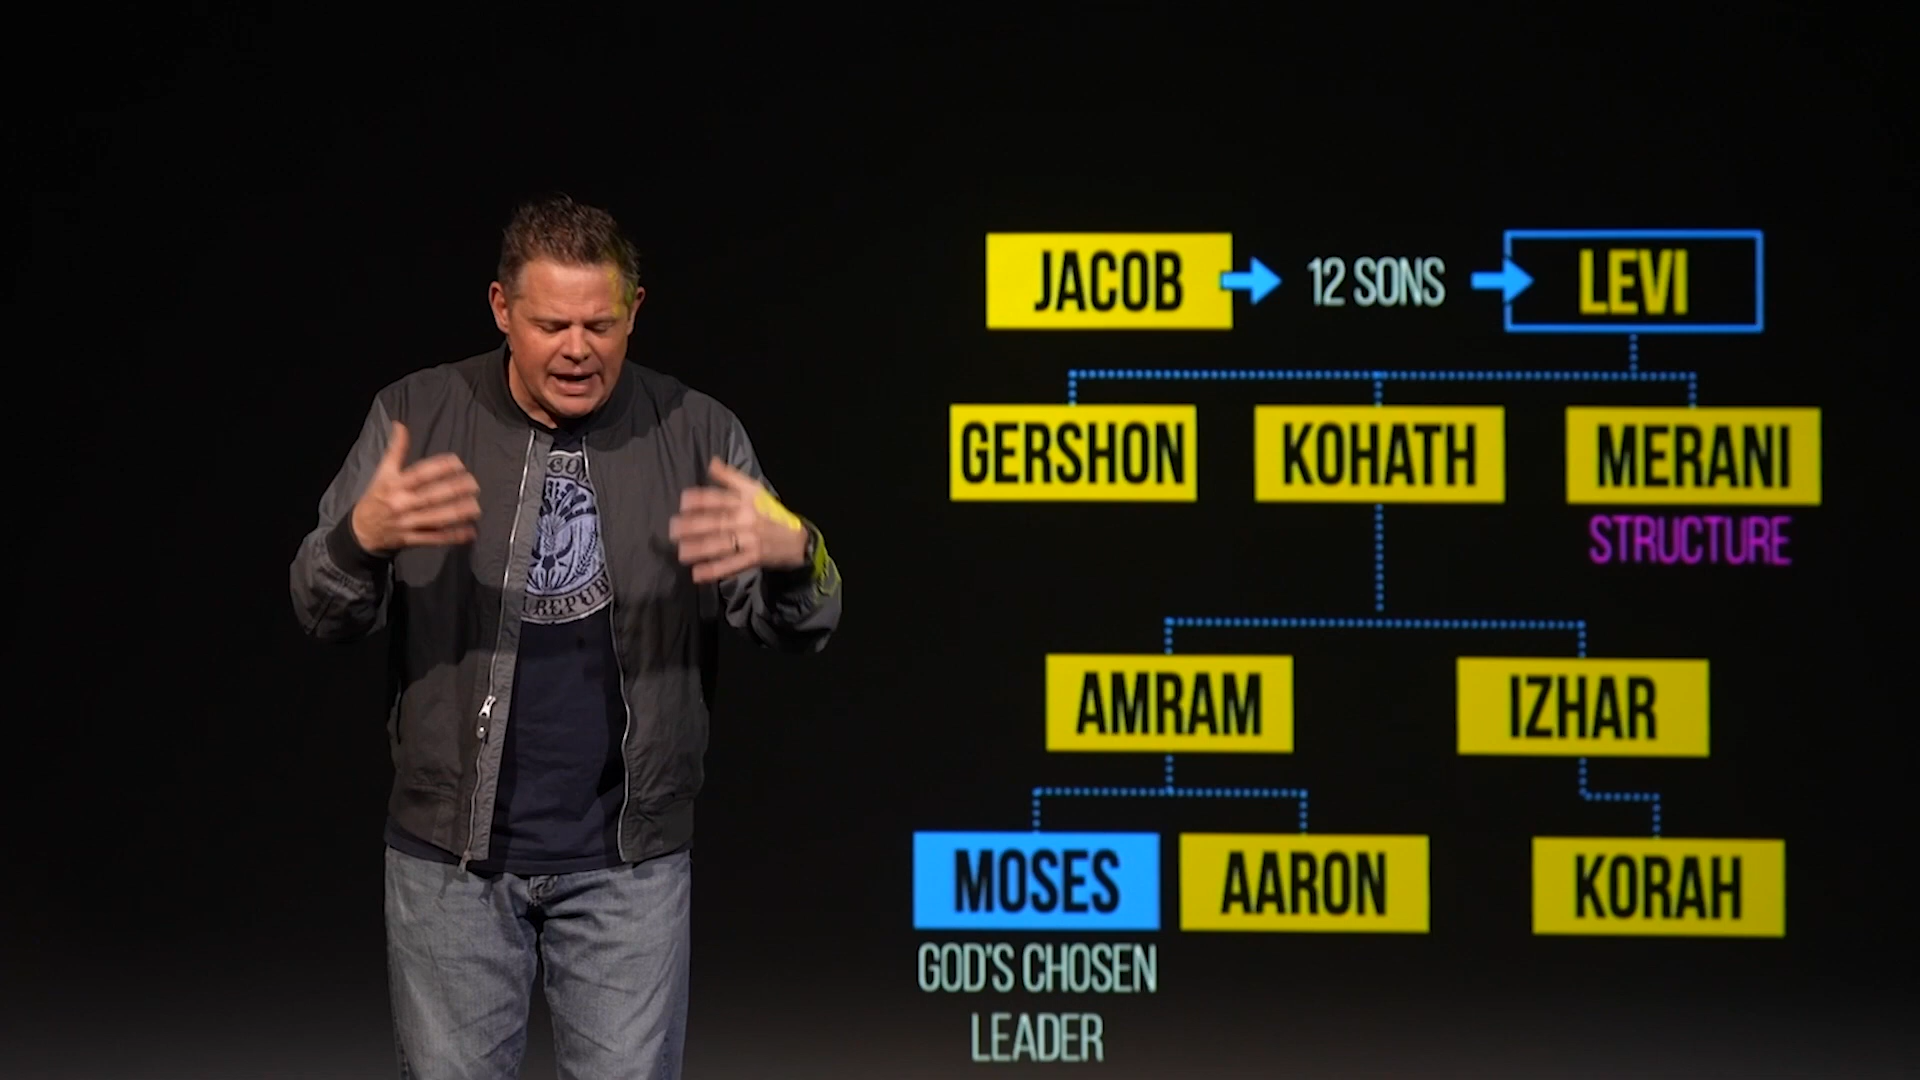 JACOB 12 SONS LEVI
GERSHON KOHATH MERANI
STRUCTURE
AMRAM IZHAR
MOSES AARON KORAH
GOD'S CHOSEN
LEADER